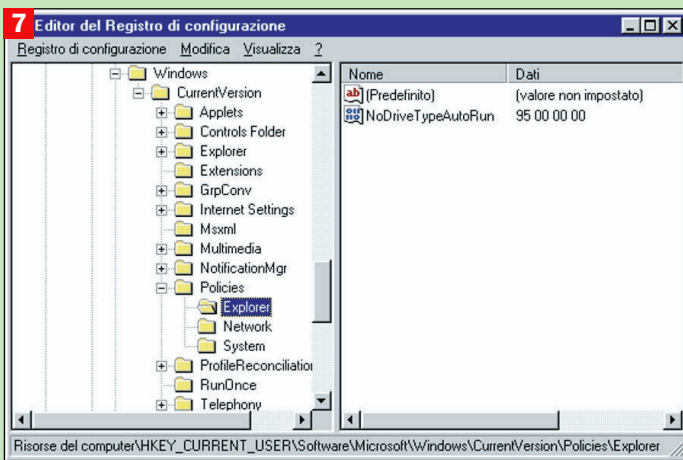 7
Editor del Registro di configurazione
Registro di configurazione Modifica Visualizza ?
Windows
CurrentVersion
Applets
Controls Folder
Explorer
Extensions
GrpConv
Internet Settings
Msxml
Multimedia
NotificationMgr
Policies
Explorer
Network
System
ProfileReconciliation
RunOnce
Telephony
Nome Dati
(Predefinito) (valore non impostato)
NoDriveTypeAutoRun 95 00 00 00
Risorse del computer\HKEY_CURRENT_USER\Software\Microsoft\Windows\CurrentVersion\Policies\Explorer